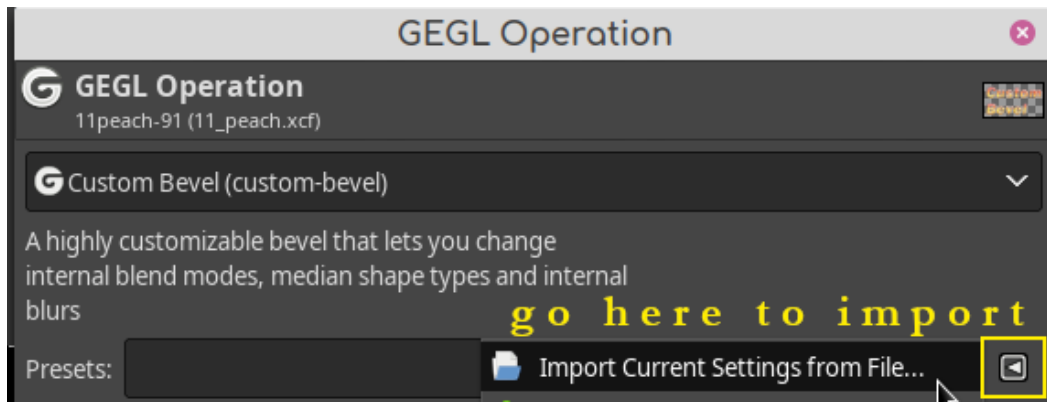 GEGL Operation
GEGL Operation
11peach-91 (11_peach.xcf)
Custom Bevel (custom-bevel)
A highly customizable bevel that lets you change
internal blend modes, median shape types and internal
blurs
go here to import
Presets:
Import Current Settings from File...